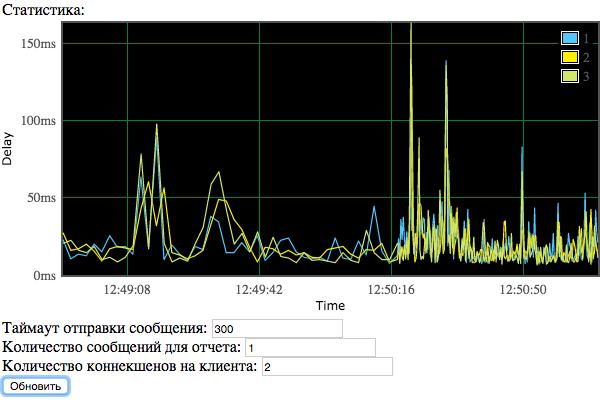 Статистика:
150ms
1
2
3
100ms
Delay
50ms
0ms
12:49:08
12:49:42
12:50:16
12:50:50
Time
Таймаут отправки сообщения: 300
Количество сообщений для отчета: 1
Количество коннекшенов на клиента: 2
Обновить